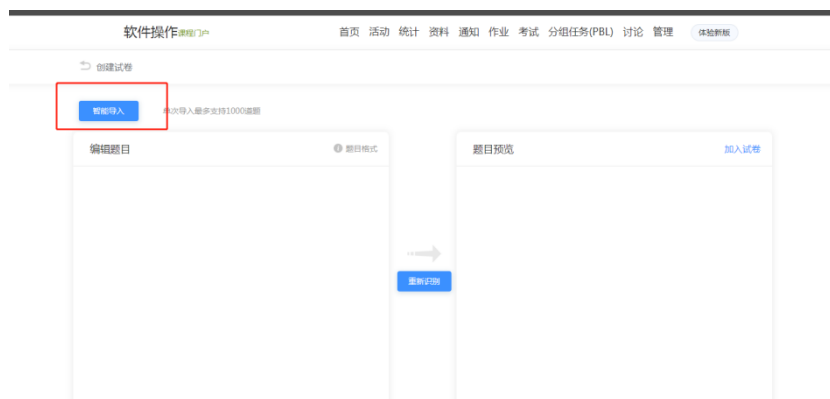 软件操作课程门户 首页 活动 统计 资料 通知 作业 考试 分组任务(PBL) 讨论 管理 体验新版
创建试卷
智能导入 单次导入最多支持1000道题
编辑题目 题目格式 题目预览 加入试卷
重新识别